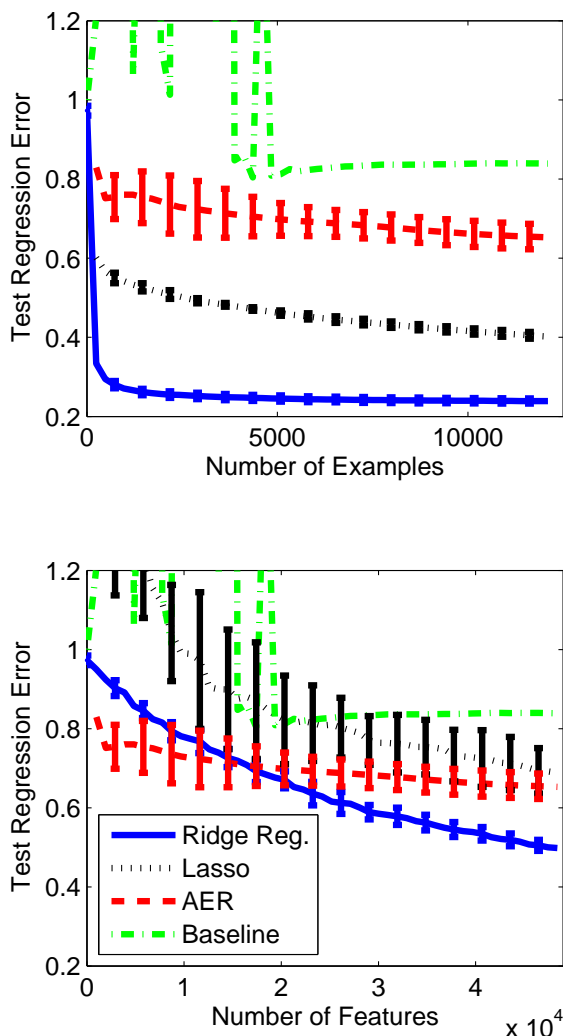 1.2
1
0.8
0.6
0.4
0.2
Test Regression Error
0 5000 10000
Number of Examples
1.2
1
0.8
0.6
0.4
0.2
Test Regression Error
Ridge Reg.
Lasso
AER
Baseline
0 1 2 3 4
Number of Features
x 10^4